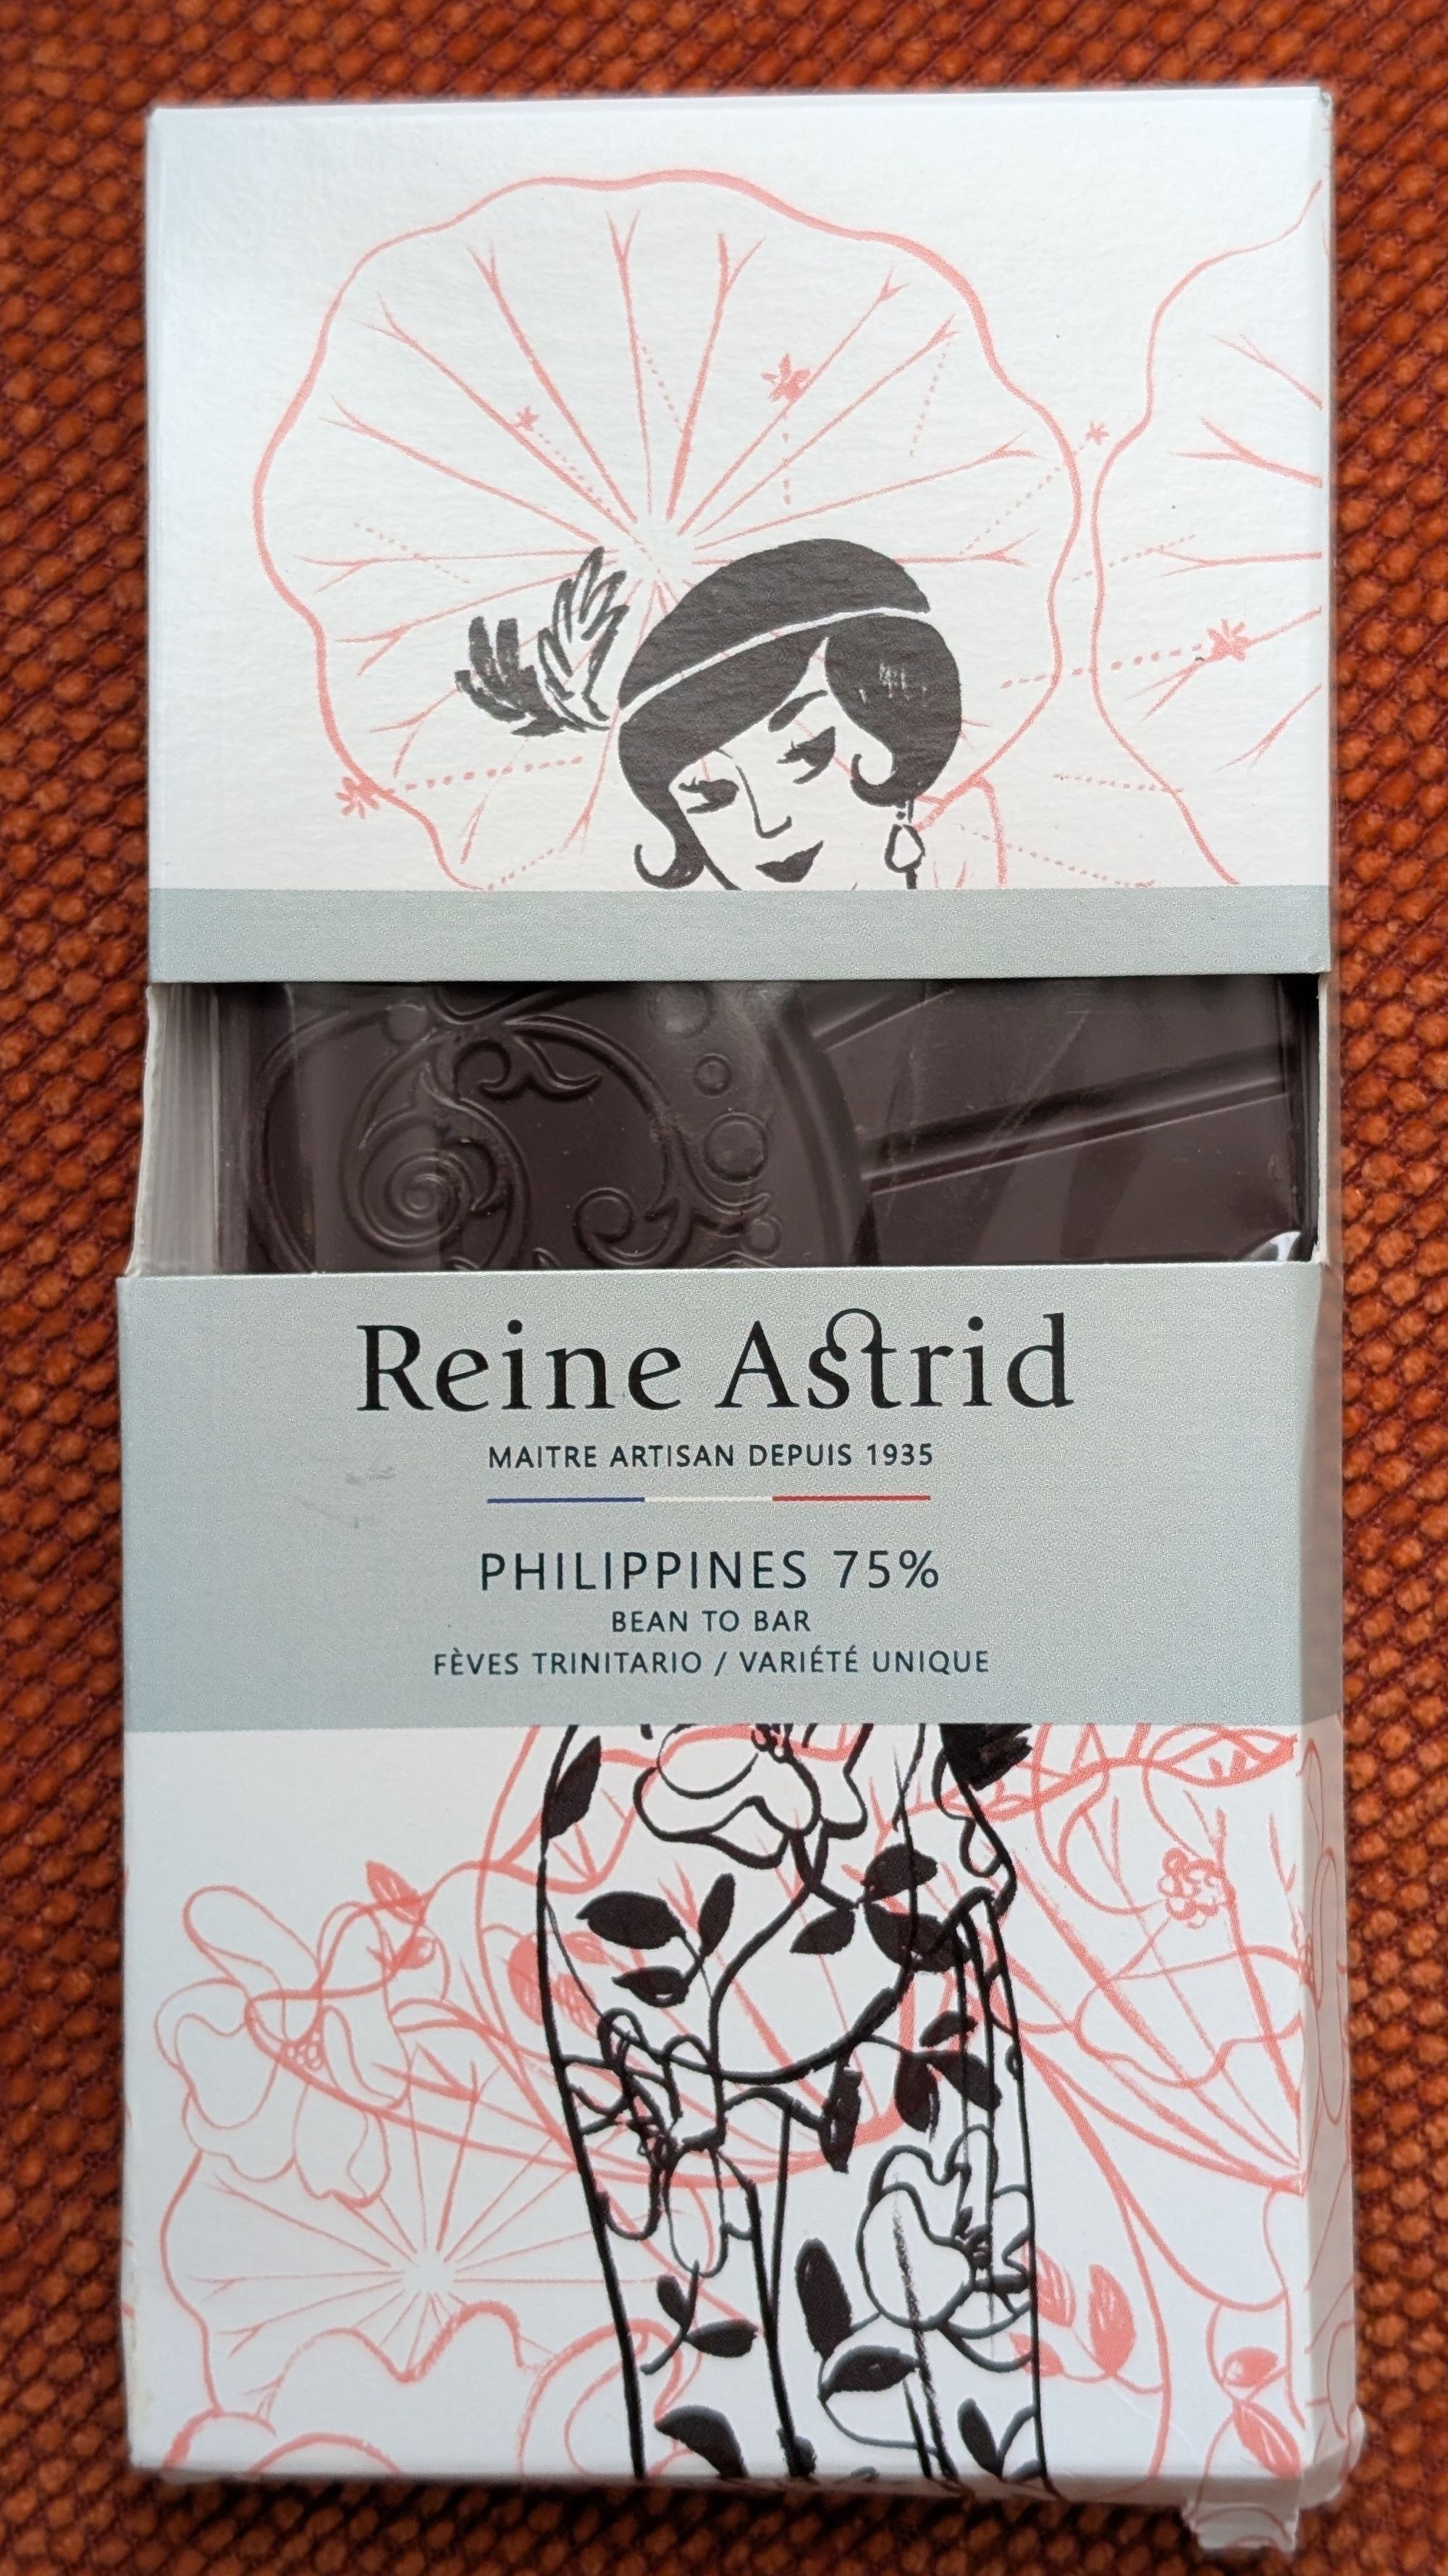 Reine Astrid
MAITRE ARTISAN DEPUIS 1935
PHILIPPINES 75%
BEAN TO BAR
FÈVES TRINITARIO / VARIÉTÉ UNIQUE